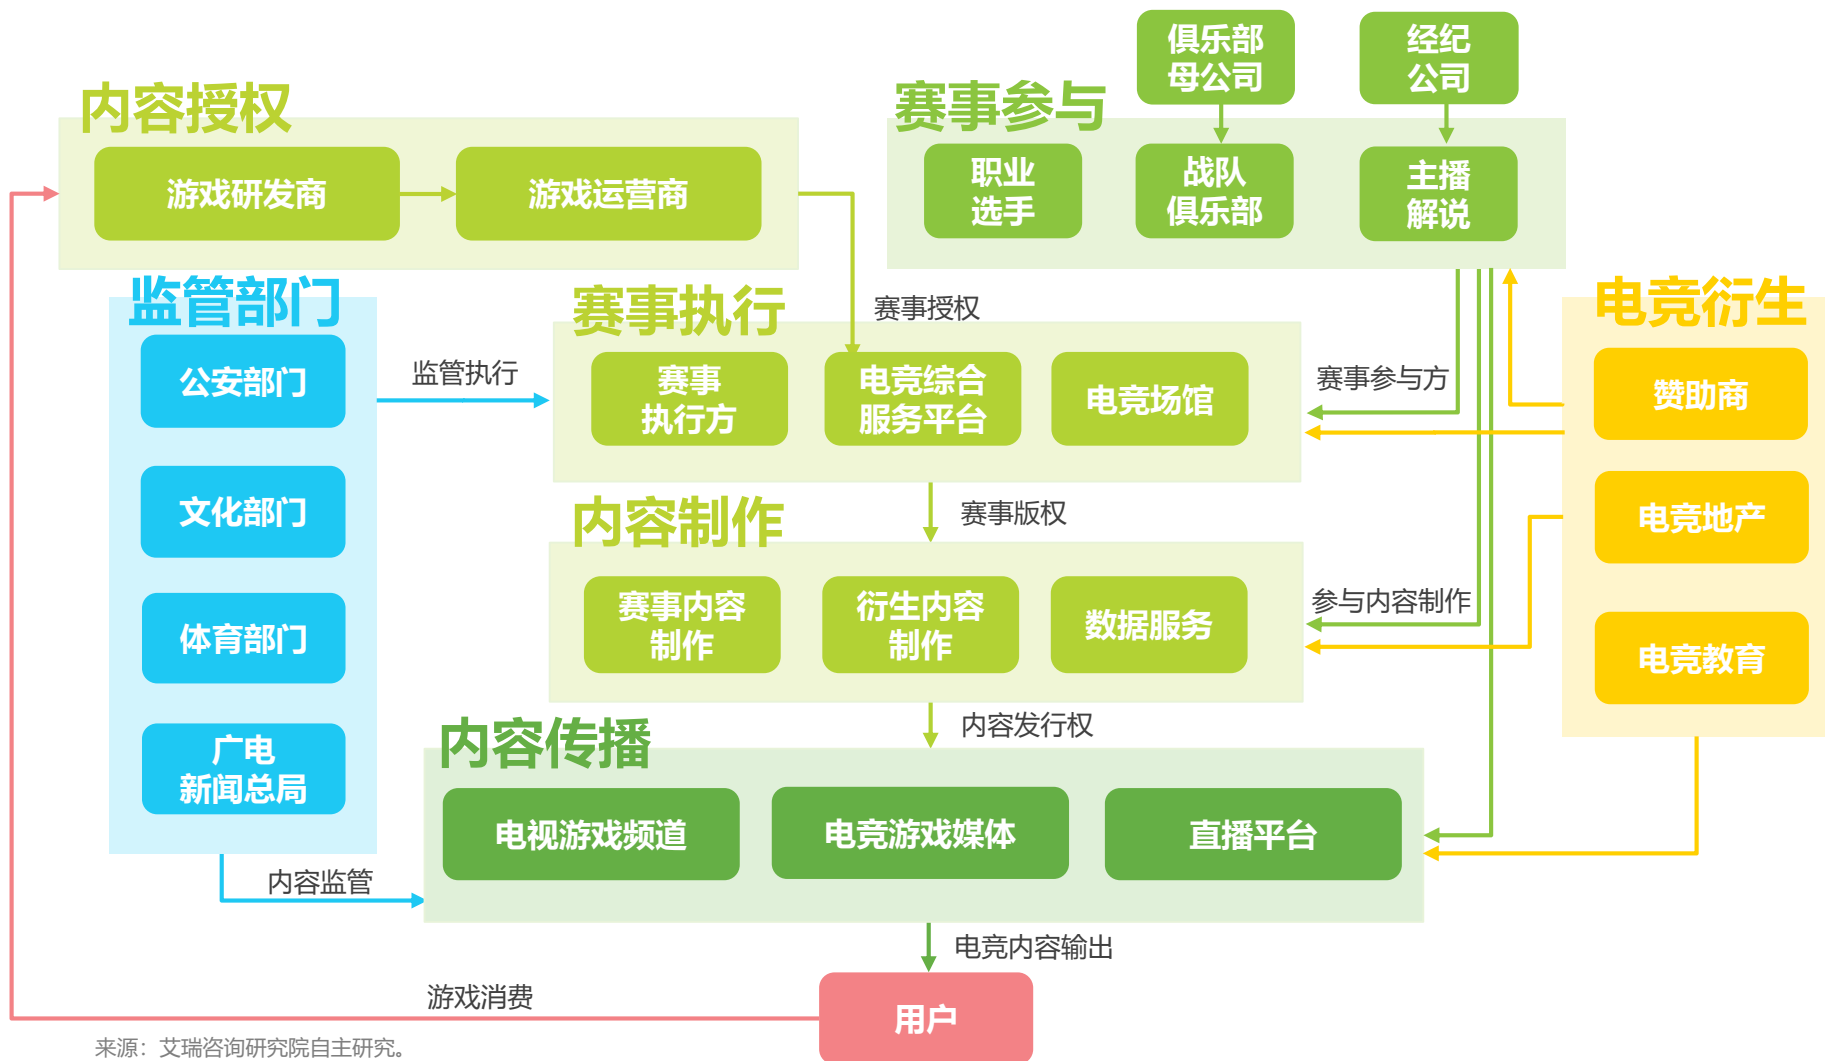 俱乐部
母公司
经纪
公司
内容授权
赛事参与
游戏研发商
游戏运营商
职业
选手
战队
俱乐部
主播
解说
监管部门
赛事执行
赛事授权
电竞衍生
公安部门
监管执行
赛事
执行方
电竞综合
服务平台
电竞场馆
赛事参与方
赞助商
文化部门
内容制作
赛事版权
电竞地产
体育部门
赛事内容
制作
衍生内容
制作
数据服务
参与内容制作
电竞教育
广电
新闻总局
内容传播
内容发行权
电视游戏频道
电竞游戏媒体
直播平台
内容监管
电竞内容输出
游戏消费
用户
来源：艾瑞咨询研究院自主研究。